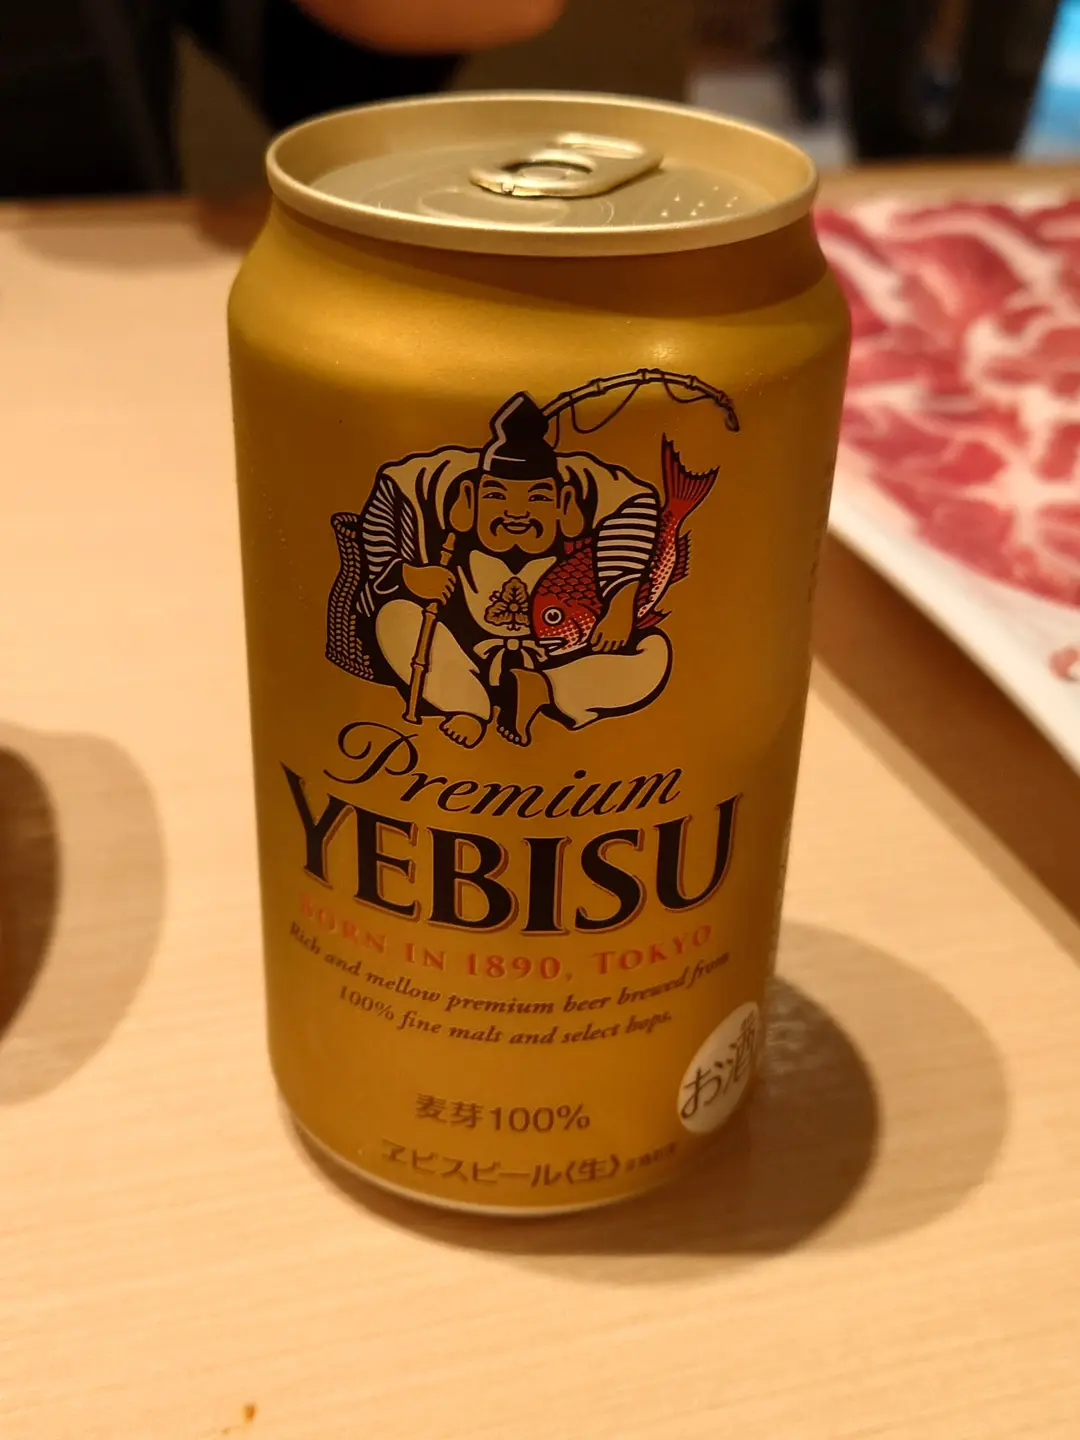 Premium
YEBISU
BORN IN 1890, TOKYO
Rich and mellow premium beer brewed from
100% fine malt and select hops.
お酒
麦芽100%
ヱビスビール〈生〉